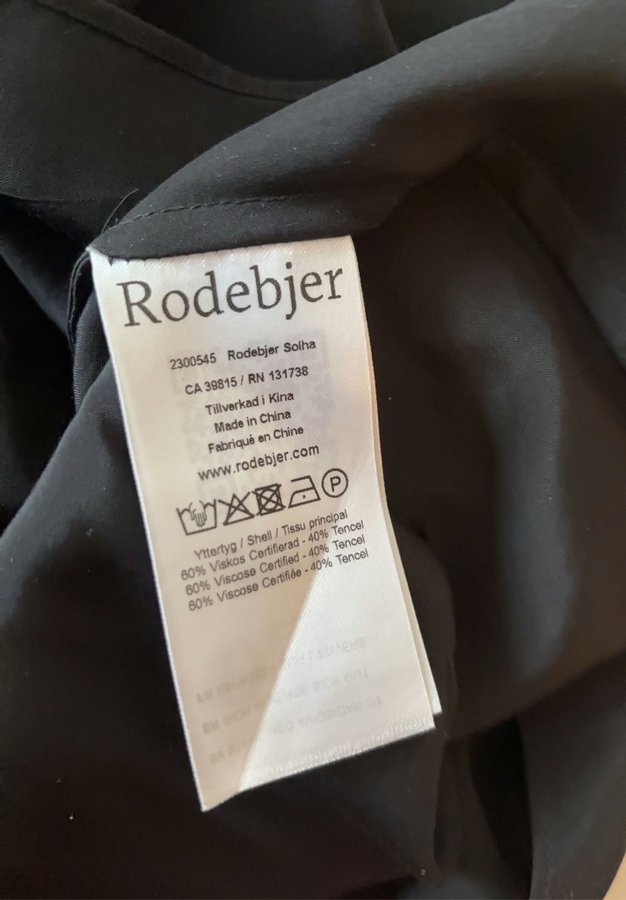 Rodebjer
2300545 Rodebjer Solha
CA 39815 / RN 131738
Tillverkad i Kina
Made in China
Fabriqué en Chine
www.rodebjer.com
P
Yttertyg / Shell / Tissu principal
60% Viskos Certifierad - 40% Tencel
60% Viscose Certified - 40% Tencel
60% Viscose Certifiée - 40% Tencel